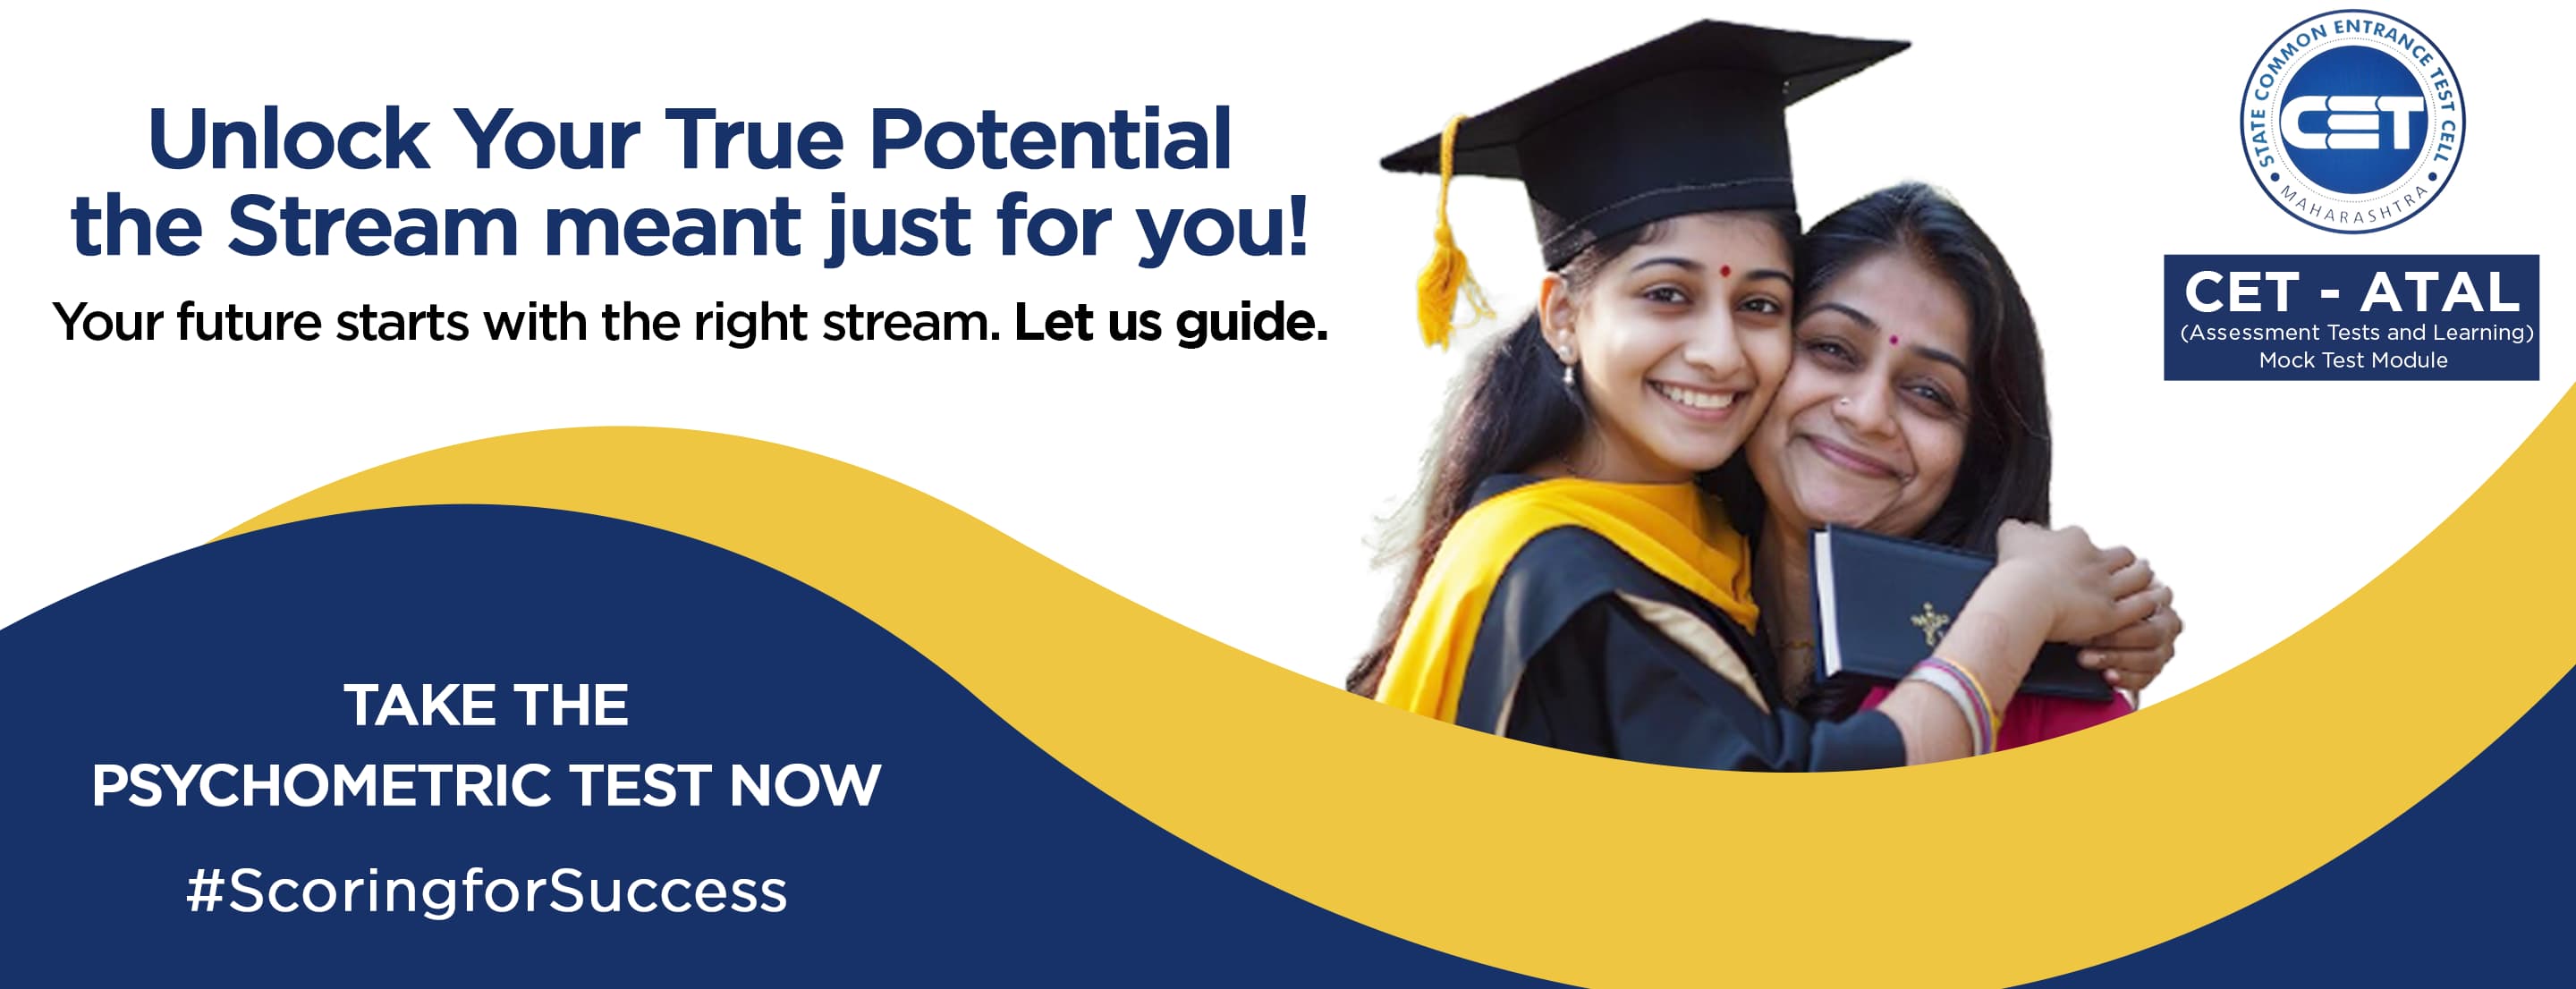 Unlock Your True Potential
the Stream meant just for you!
Your future starts with the right stream. Let us guide.
STATE COMMON ENTRANCE TEST CELL
CET
• MAHARASHTRA •
CET - ATAL
(Assessment Tests and Learning)
Mock Test Module
TAKE THE
PSYCHOMETRIC TEST NOW
#ScoringforSuccess